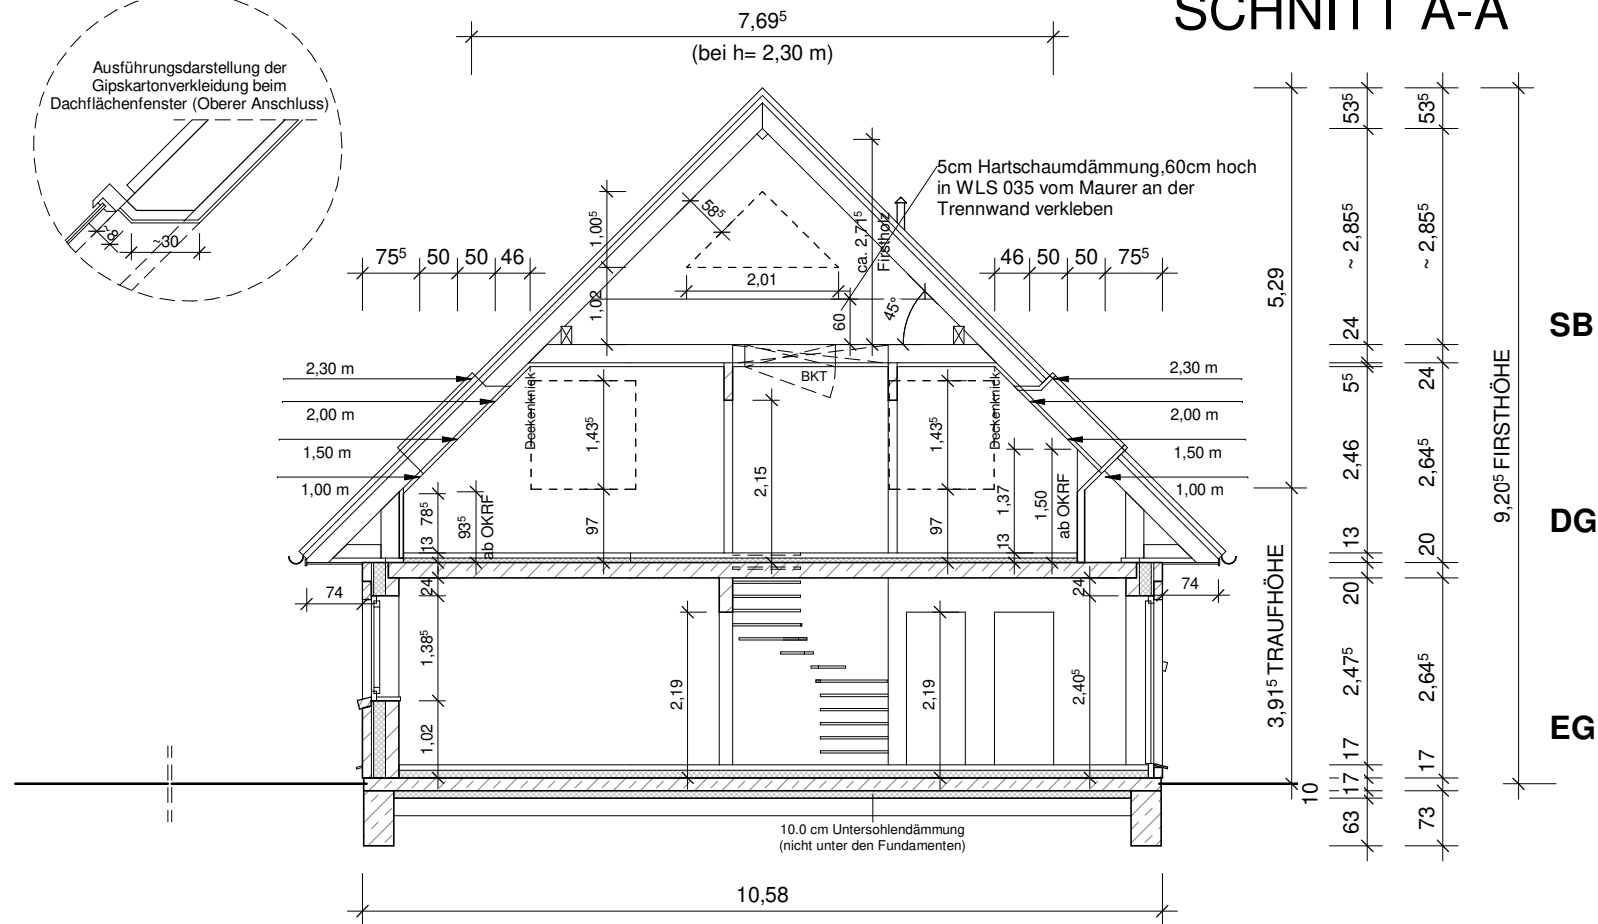 SCHNITT A-A
7,69⁵
(bei h= 2,30 m)
Ausführungsdarstellung der
Gipskartonverkleidung beim
Dachflächenfenster (Oberer Anschluss)
~8
~30
5cm Hartschaumdämmung,60cm hoch
in WLS 035 vom Maurer an der
Trennwand verkleben
75⁵ 50 50 46
46 50 50 75⁵
1,00⁵
1,02
58⁵
2,01
ca. 2,71⁵
Firstholz
60
45°
BKT
2,30 m
2,00 m
1,50 m
1,00 m
2,30 m
2,00 m
1,50 m
1,00 m
Deckenknick
1,43⁵
97
2,15
1,43⁵
97
Deckenknick
78⁵
13
93⁵
ab OKRF
1,37
13
1,50
ab OKRF
74
24
1,38⁵
1,02
2,19
2,19
24
2,40⁵
74
10.0 cm Untersohlendämmung
(nicht unter den Fundamenten)
10,58
5,29
3,91⁵ TRAUFHÖHE
10
53⁵
~ 2,85⁵
24
5⁵
2,46
13
20
2,47⁵
17
17
63
53⁵
~ 2,85⁵
24
2,64⁵
20
2,64⁵
17
73
9,20⁵ FIRSTHÖHE
SB
DG
EG